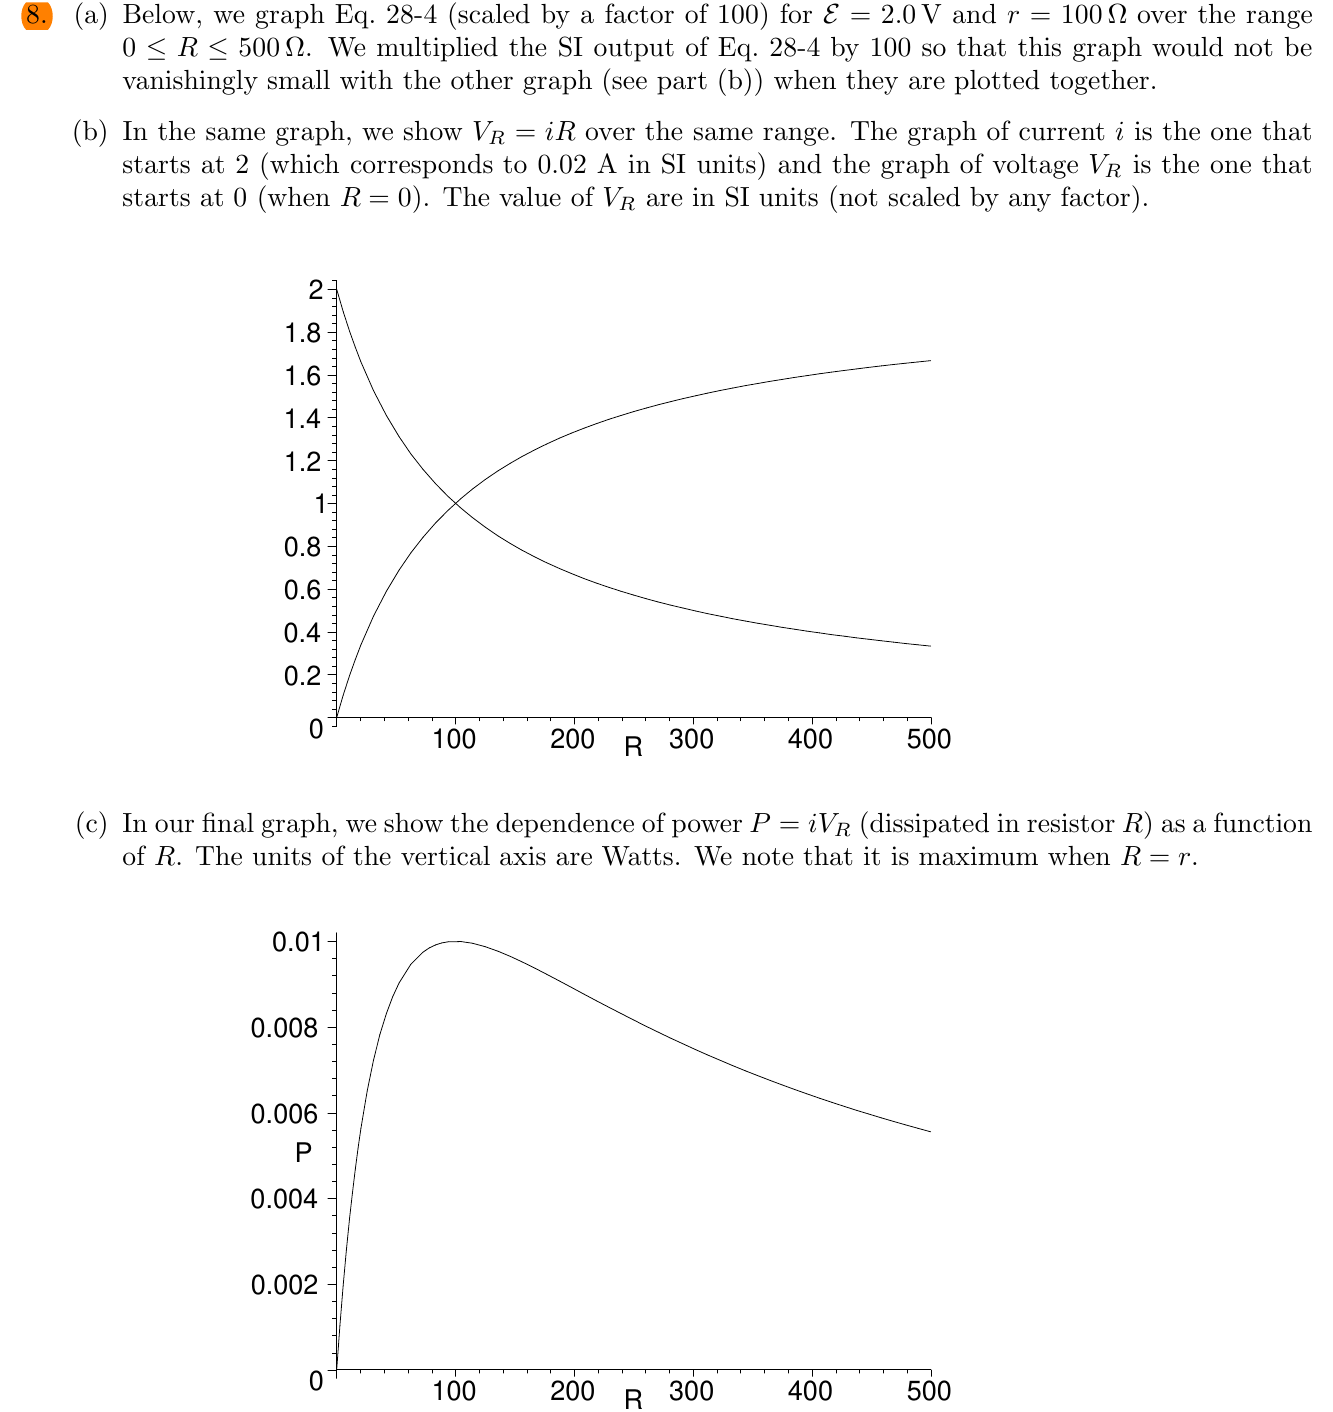 8. (a) Below, we graph Eq. 28-4 (scaled by a factor of 100) for ℰ = 2.0 V and r = 100 Ω over the range
0 ≤ R ≤ 500 Ω. We multiplied the SI output of Eq. 28-4 by 100 so that this graph would not be
vanishingly small with the other graph (see part (b)) when they are plotted together.
(b) In the same graph, we show V_R = iR over the same range. The graph of current i is the one that
starts at 2 (which corresponds to 0.02 A in SI units) and the graph of voltage V_R is the one that
starts at 0 (when R = 0). The value of V_R are in SI units (not scaled by any factor).
2
1.8
1.6
1.4
1.2
1
0.8
0.6
0.4
0.2
0
100 200 R 300 400 500
(c) In our final graph, we show the dependence of power P = iV_R (dissipated in resistor R) as a function
of R. The units of the vertical axis are Watts. We note that it is maximum when R = r.
0.01
0.008
0.006
P
0.004
0.002
0
100 200 R 300 400 500